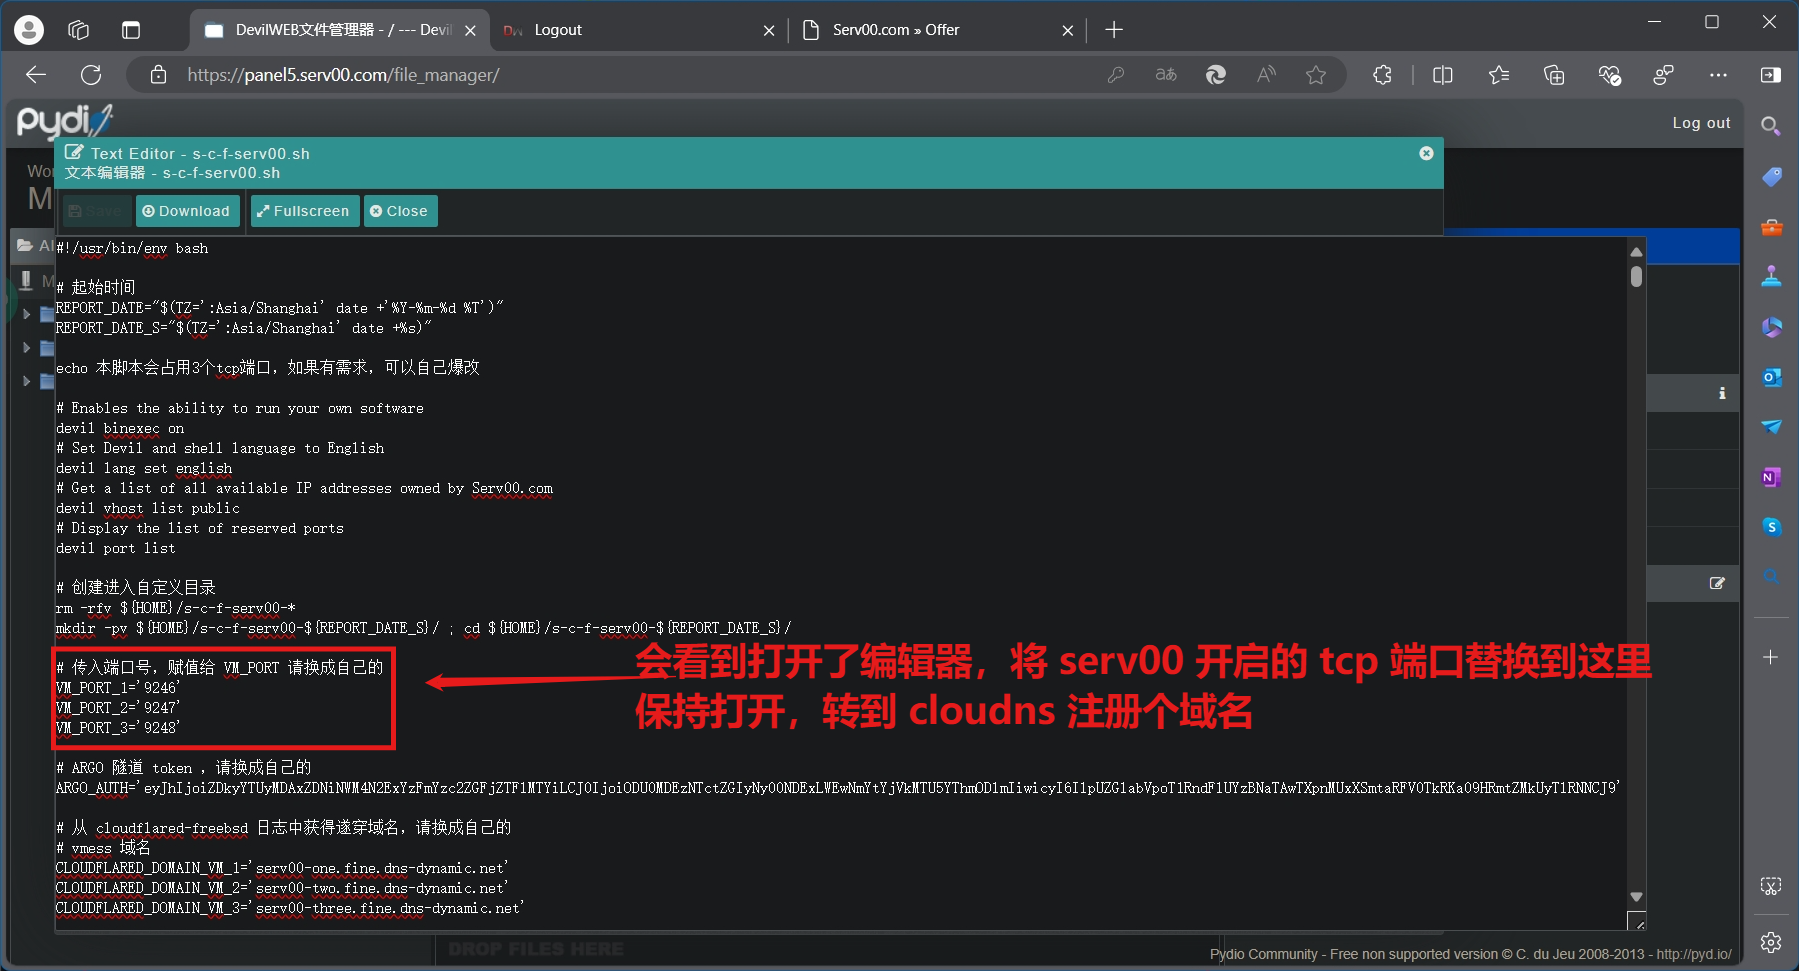 DevilWEB文件管理器 - / --- Devil
Logout
Serv00.com » Offer
https://panel5.serv00.com/file_manager/
pydio
Log out
Wo
M
Text Editor - s-c-f-serv00.sh
文本编辑器 - s-c-f-serv00.sh
Save
Download
Fullscreen
Close
Al
M
#!/usr/bin/env bash
# 起始时间
REPORT_DATE="$(TZ=':Asia/Shanghai' date +'%Y-%m-%d %T')"
REPORT_DATE_S="$(TZ=':Asia/Shanghai' date +%s)"
echo 本脚本会占用3个tcp端口，如果有需求，可以自己爆改
# Enables the ability to run your own software
devil binexec on
# Set Devil and shell language to English
devil lang set english
# Get a list of all available IP addresses owned by Serv00.com
devil vhost list public
# Display the list of reserved ports
devil port list
# 创建进入自定义目录
rm -rfv ${HOME}/s-c-f-serv00-*
mkdir -pv ${HOME}/s-c-f-serv00-${REPORT_DATE_S}/ ; cd ${HOME}/s-c-f-serv00-${REPORT_DATE_S}/
# 传入端口号，赋值给 VM_PORT 请换成自己的
VM_PORT_1='9246'
VM_PORT_2='9247'
VM_PORT_3='9248'
会看到打开了编辑器，将 serv00 开启的 tcp 端口替换到这里
保持打开，转到 cloudns 注册个域名
# ARGO 隧道 token ，请换成自己的
ARGO_AUTH=
# 从 cloudflared-freebsd 日志中获得遂穿域名，请换成自己的
# vmess 域名
CLOUDFLARED_DOMAIN_VM_1='serv00-one.fine.dns-dynamic.net'
CLOUDFLARED_DOMAIN_VM_2='serv00-two.fine.dns-dynamic.net'
CLOUDFLARED_DOMAIN_VM_3='serv00-three.fine.dns-dynamic.net'
DROP FILES HERE
Pydio Community - Free non supported version © C. du Jeu 2008-2013 - http://pyd.io/